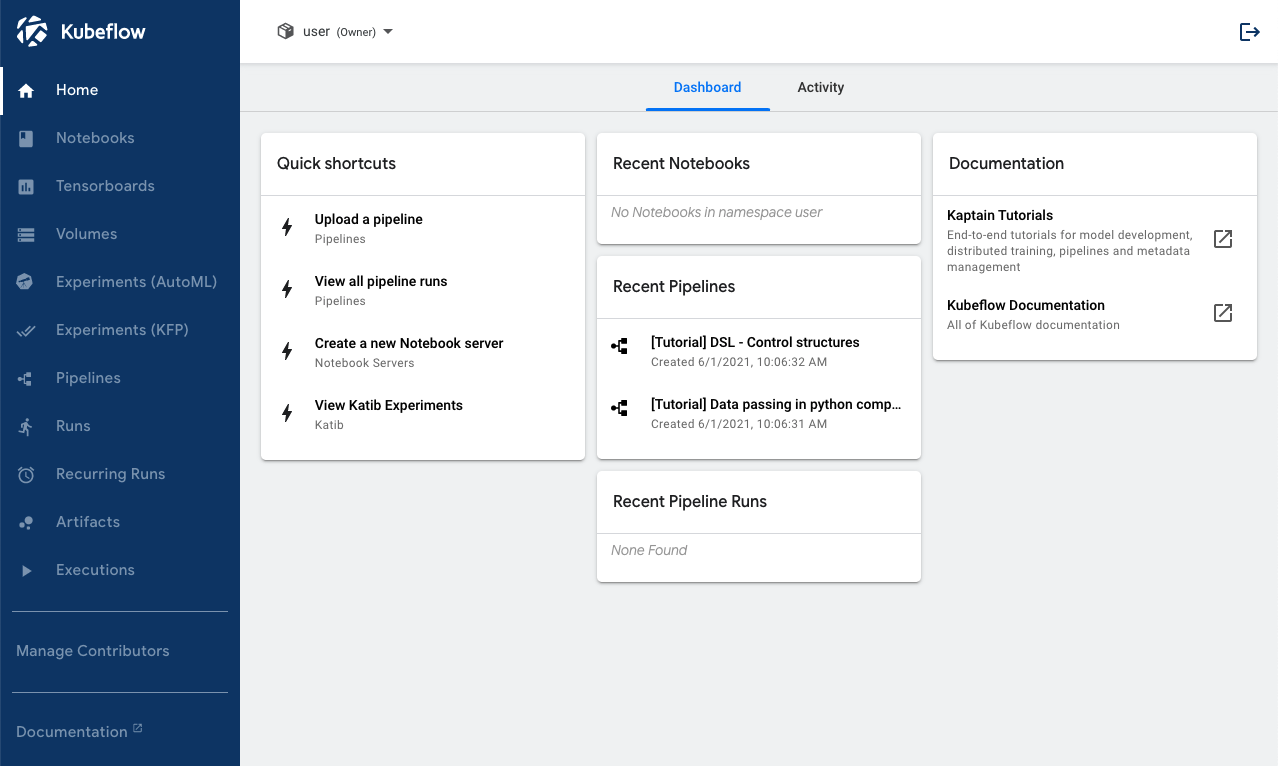 Kubeflow
Home
Notebooks
Tensorboards
Volumes
Experiments (AutoML)
Experiments (KFP)
Pipelines
Runs
Recurring Runs
Artifacts
Executions
Manage Contributors
Documentation
user (Owner)
Dashboard Activity
Quick shortcuts
Upload a pipeline
Pipelines
View all pipeline runs
Pipelines
Create a new Notebook server
Notebook Servers
View Katib Experiments
Katib
Recent Notebooks
No Notebooks in namespace user
Recent Pipelines
[Tutorial] DSL - Control structures
Created 6/1/2021, 10:06:32 AM
[Tutorial] Data passing in python comp...
Created 6/1/2021, 10:06:31 AM
Recent Pipeline Runs
None Found
Documentation
Kaptain Tutorials
End-to-end tutorials for model development,
distributed training, pipelines and metadata
management
Kubeflow Documentation
All of Kubeflow documentation